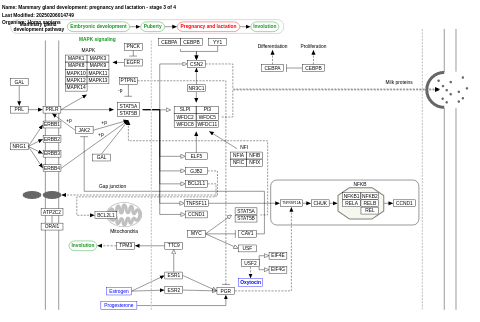 Name: Mammary gland development: pregnancy and lactation - stage 3 of 4
Last Modified: 20250206014749
Organism: Homo sapiens
Mammary gland
development pathway
Embryonic development
Puberty
Pregnancy and lactation
Involution
MAPK signaling
MAPK
MAPK1 MAPK3
MAPK8 MAPK9
MAPK10 MAPK11
MAPK12 MAPK13
MAPK14
PNCK
EGFR
PTPN1
-p
CEBPA CEBPB YY1
CSN2
NR3C1
SLPI PI3
WFDC2 WFDC5
WFDC8 WFDC11
Differentiation Proliferation
CEBPA CEBPB
Milk proteins
GAL
PRL
PRLR
STAT5A
STAT5B
+p
+p
+p
JAK2
GAL
ERBB1
ERBB2
ERBB3
ERBB4
NRG1
NFI
NFIA NFIB
NFIC NFIX
ELF5
GJB2
BCL2L1
Gap junction
TNFSF11
CCND1
STAT5A
STAT5B
MYC
CAV1
USF
USF2
EIF4E
EIF4G
Oxytocin
NFKB
TNFRSF11A
CHUK
NFKB1 NFKB2
RELA RELB
REL
CCND1
ATP2C2
ORAI1
BCL2L1
Mitochondria
Involution
TPM3
TTC9
ESR1
ESR2
Estrogen
Progesterone
PGR